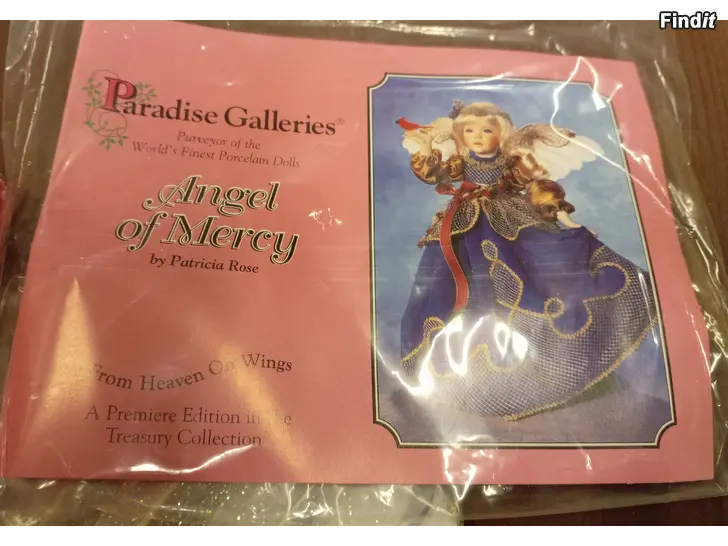 Findit
Paradise Galleries®
Purveyor of the
World's Finest Porcelain Dolls
Angel
of Mercy
by Patricia Rose
From Heaven On Wings
A Premiere Edition in the
Treasury Collection